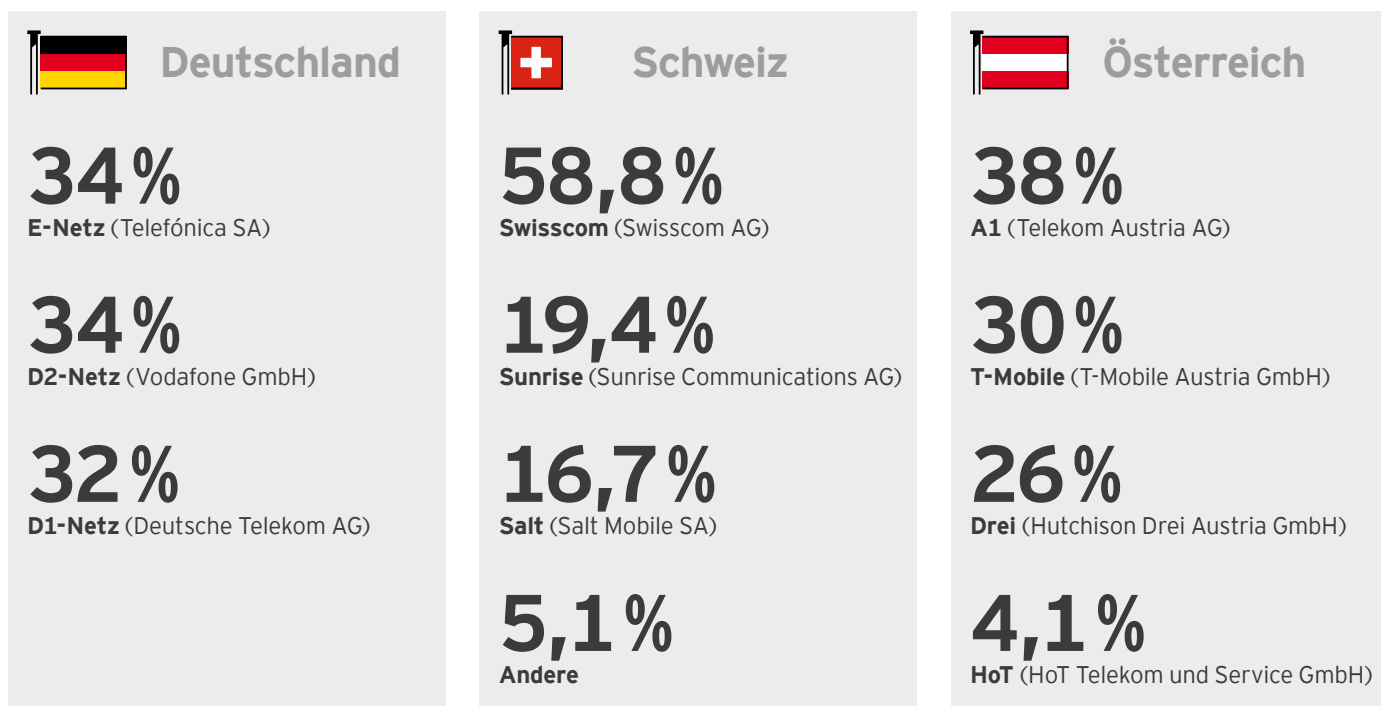 Deutschland
34 %
E-Netz (Telefónica SA)
34 %
D2-Netz (Vodafone GmbH)
32 %
D1-Netz (Deutsche Telekom AG)
Schweiz
58,8 %
Swisscom (Swisscom AG)
19,4 %
Sunrise (Sunrise Communications AG)
16,7 %
Salt (Salt Mobile SA)
5,1 %
Andere
Österreich
38 %
A1 (Telekom Austria AG)
30 %
T-Mobile (T-Mobile Austria GmbH)
26 %
Drei (Hutchison Drei Austria GmbH)
4,1 %
HoT (HoT Telekom und Service GmbH)